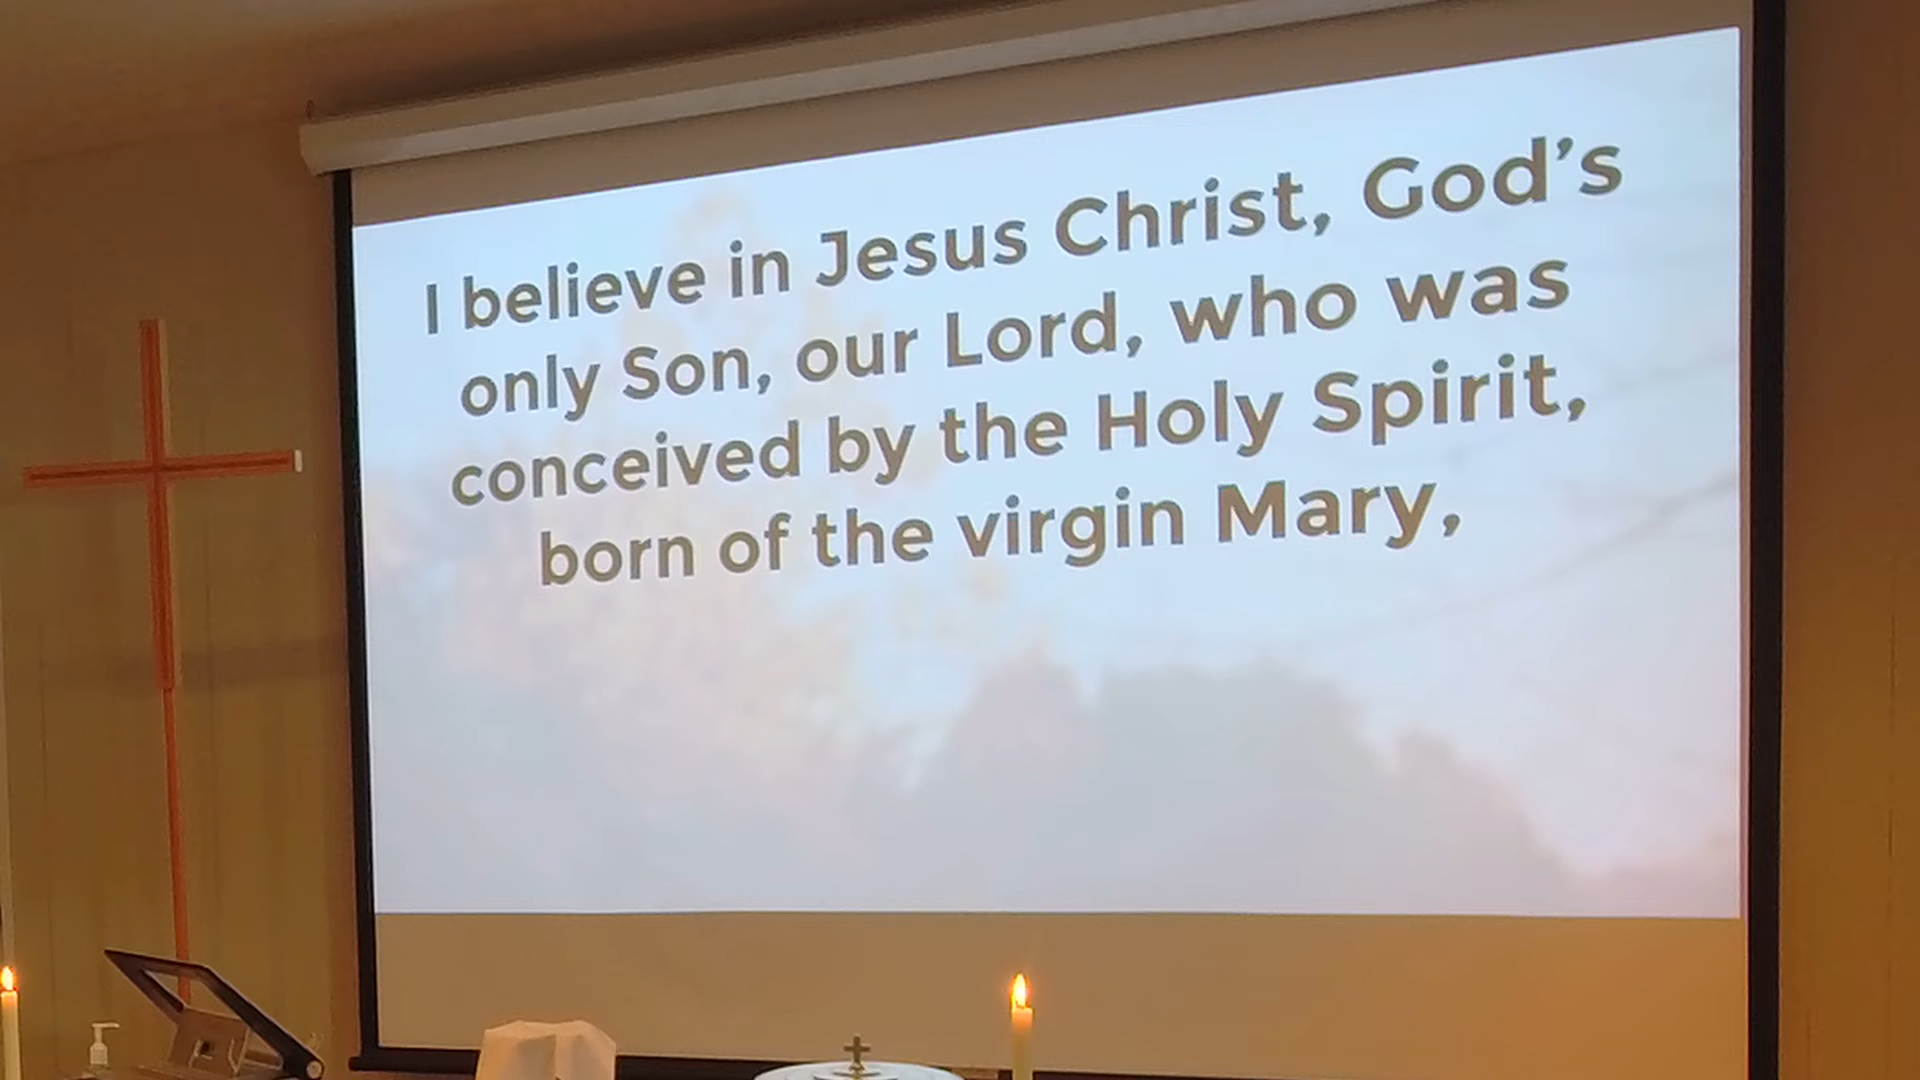 I believe in Jesus Christ, God’s
only Son, our Lord, who was
conceived by the Holy Spirit,
born of the virgin Mary,